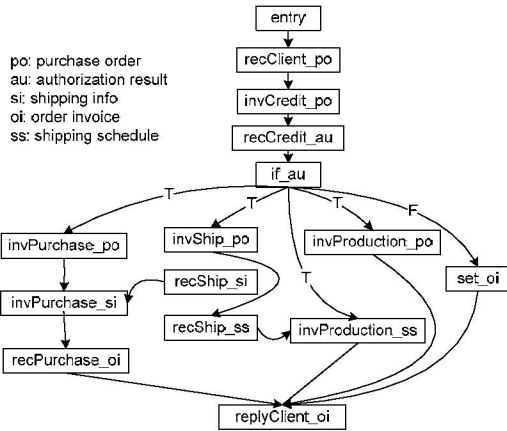 entry
recClient_po
invCredit_po
recCredit_au
if_au
po: purchase order
au: authorization result
si: shipping info
oi: order invoice
ss: shipping schedule
T
T
T
T
F
invPurchase_po
invShip_po
invProduction_po
set_oi
invPurchase_si
recShip_si
recShip_ss
invProduction_ss
recPurchase_oi
replyClient_oi